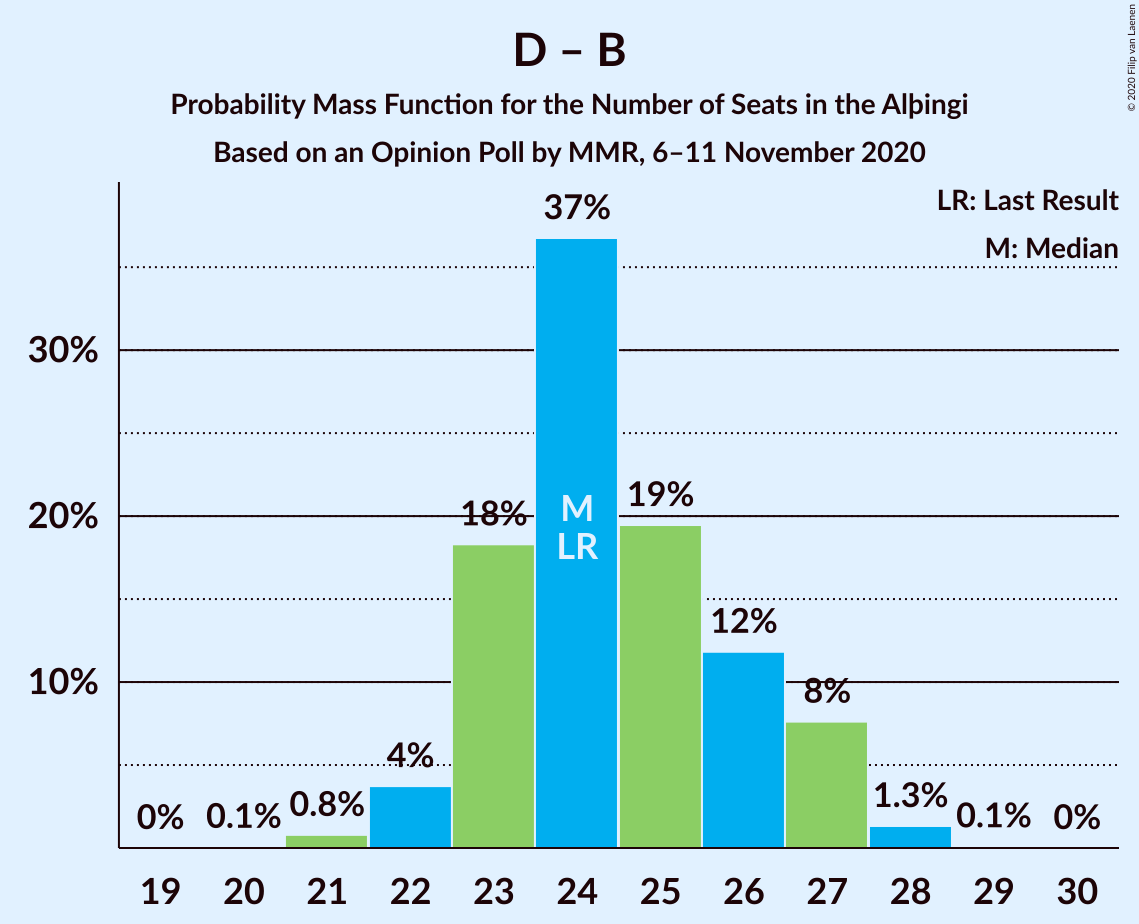 D – B
Probability Mass Function for the Number of Seats in the Alþingi
Based on an Opinion Poll by MMR, 6–11 November 2020
© 2020 Filip van Laenen
LR: Last Result
M: Median
37%
30%
20%
10%
18%
M
LR
19%
12%
8%
4%
0%
0.1%
0.8%
1.3%
0.1%
0%
19 20 21 22 23 24 25 26 27 28 29 30